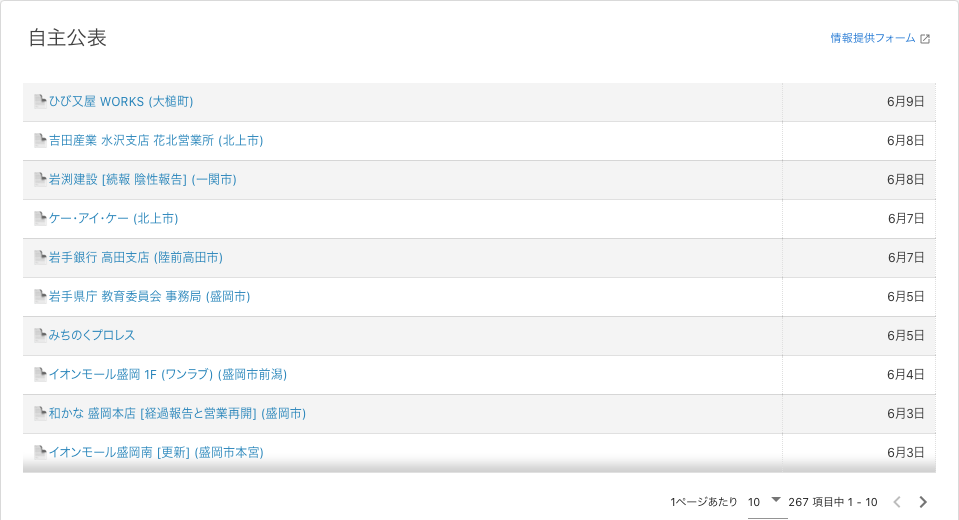 自主公表 情報提供フォーム
ひび又屋 WORKS (大槌町) 6月9日
吉田産業 水沢支店 花北営業所 (北上市) 6月8日
岩渕建設 [続報 陰性報告] (一関市) 6月8日
ケー・アイ・ケー (北上市) 6月7日
岩手銀行 高田支店 (陸前高田市) 6月7日
岩手県庁 教育委員会 事務局 (盛岡市) 6月5日
みちのくプロレス 6月5日
イオンモール盛岡 1F (ワンラブ) (盛岡市前潟) 6月4日
和かな 盛岡本店 [経過報告と営業再開] (盛岡市) 6月3日
イオンモール盛岡南 [更新] (盛岡市本宮) 6月3日
1ページあたり 10 267 項目中 1 - 10